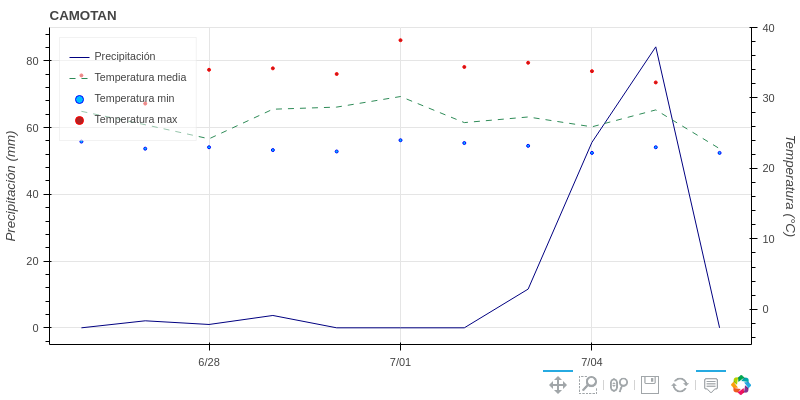 CAMOTAN
Precipitación
Temperatura media
Temperatura min
Temperatura max
Precipitación (mm)
80
60
40
20
0
40
30
20
10
0
Temperatura (°C)
6/28
7/01
7/04